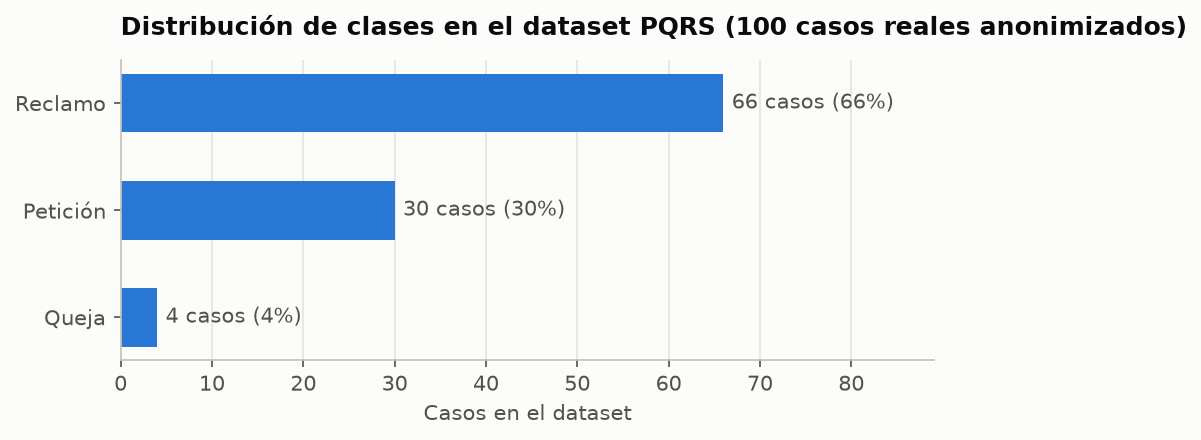 Distribución de clases en el dataset PQRS (100 casos reales anonimizados)
Reclamo
66 casos (66%)
Petición
30 casos (30%)
Queja
4 casos (4%)
0 10 20 30 40 50 60 70 80
Casos en el dataset